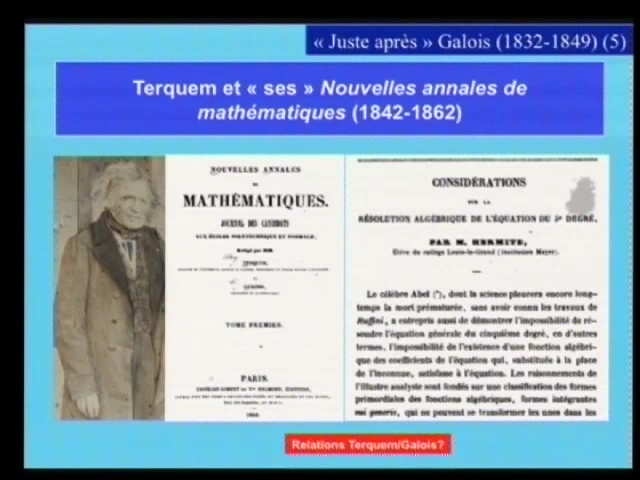 « Juste après » Galois (1832-1849) (5)
Terquem et « ses » Nouvelles annales de
mathématiques (1842-1862)
NOUVELLES ANNALES
DE
MATHÉMATIQUES.
JOURNAL DES CANDIDATS
AUX ÉCOLES POLYTECHNIQUE ET NORMALE,
TERQUEM,
TOME PREMIER.
PARIS.
CONSIDÉRATIONS
SUR LA
RÉSOLUTION ALGÉBRIQUE DE L'ÉQUATION DU 5e DEGRÉ,
PAR M. HERMITE,
Élève du collège Louis-le-Grand (institution Mayer).
Le célèbre Abel (*), dont la science pleurera encore long-
temps la mort prématurée, sans avoir connu les travaux de
Ruffini, a entrepris aussi de démontrer l'impossibilité de ré-
soudre l'équation générale du cinquième degré, en d'autres
termes, l'impossibilité de l'existence d'une fonction algébri-
que des coefficients de l'équation qui, substituée à la place
de l'inconnue, satisfasse à l'équation. Les raisonnements de
l'illustre analyste sont fondés sur une classification des formes
primordiales des fonctions algébriques, formes intégrantes
sui generis, qui ne peuvent se transformer les unes dans les
Relations Terquem/Galois?